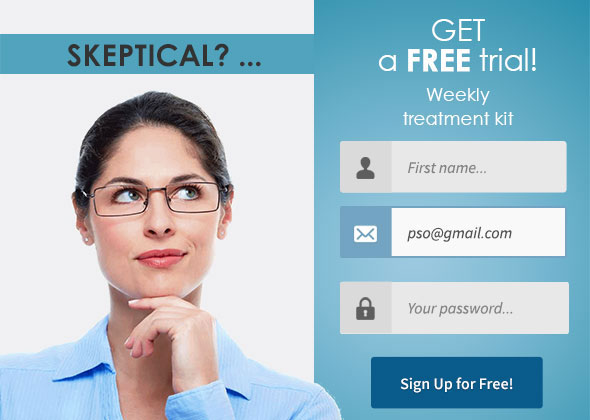 SKEPTICAL? ...
GET
a FREE trial!
Weekly
treatment kit
First name...
pso@gmail.com
Your password...
Sign Up for Free!